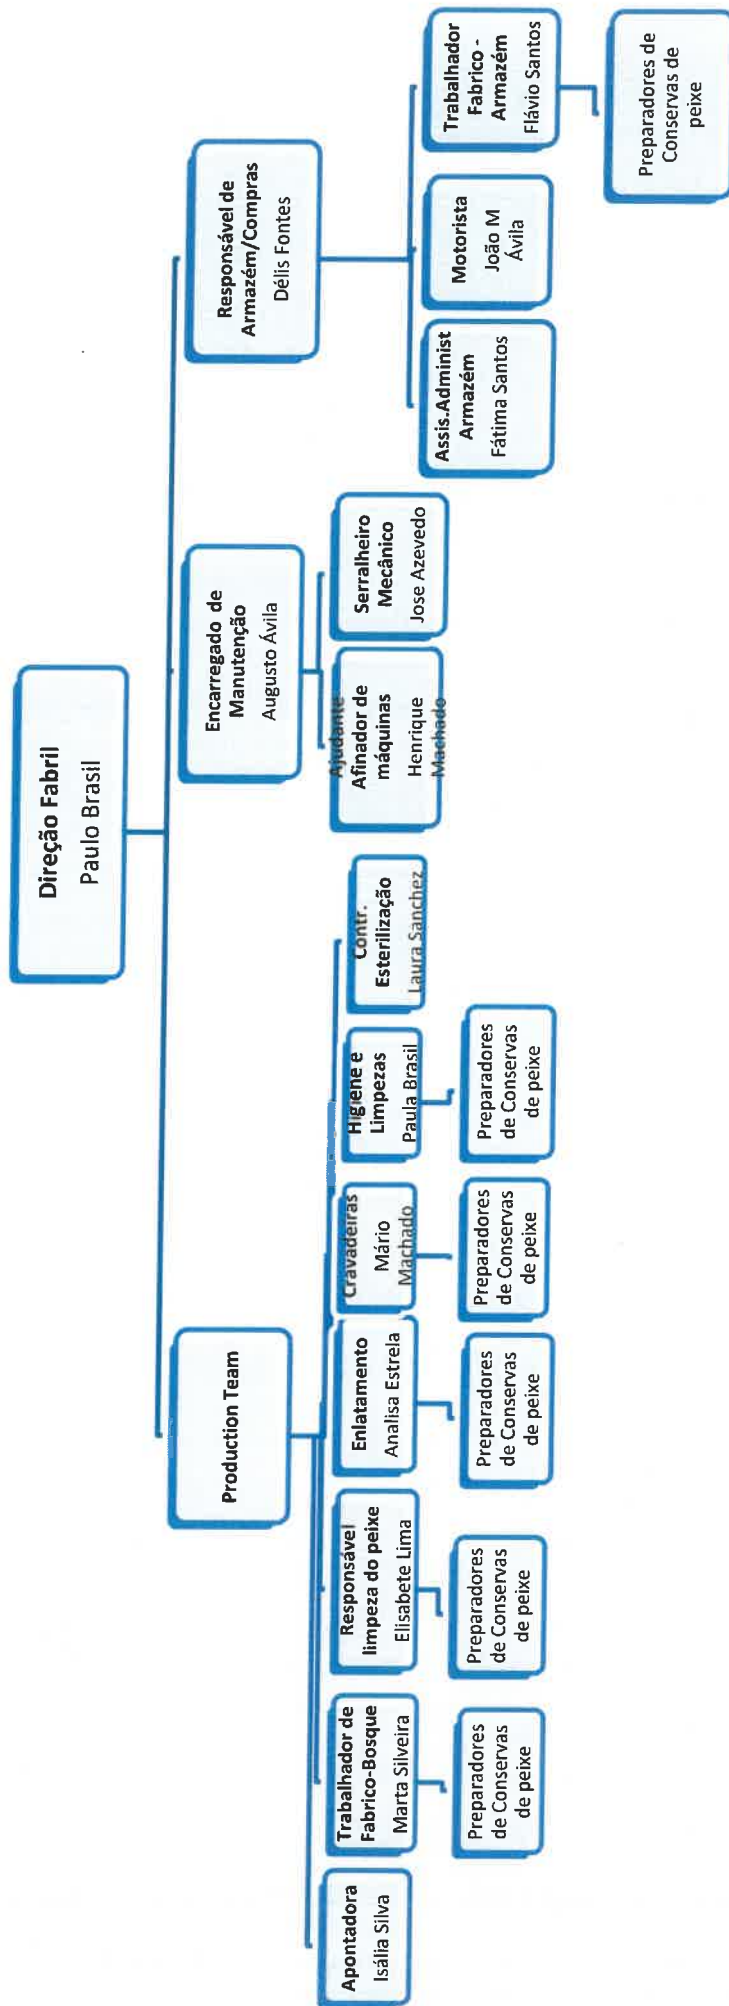 Direção Fabril
Paulo Brasil
Production Team
Encarregado de
Manutenção
Augusto Ávila
Responsável de
Armazém/Compras
Délis Fontes
Apontadora
Isália Silva
Trabalhador de
Fabrico-Bosque
Marta Silveira
Responsável
limpeza do peixe
Elisabete Lima
Enlatamento
Analisa Estrela
Cravadeiras
Mário
Machado
Higiene e
Limpezas
Paula Brasil
Contr.
Esterilização
Laura Sanchez
Ajudante
Afinador de
máquinas
Henrique
Machado
Serralheiro
Mecânico
Jose Azevedo
Assis.Administ
Armazém
Fátima Santos
Motorista
João M
Ávila
Trabalhador
Fabrico -
Armazém
Flávio Santos
Preparadores
de Conservas
de peixe
Preparadores
de Conservas
de peixe
Preparadores
de Conservas
de peixe
Preparadores
de Conservas
de peixe
Preparadores
de Conservas
de peixe
Preparadores de
Conservas de
peixe